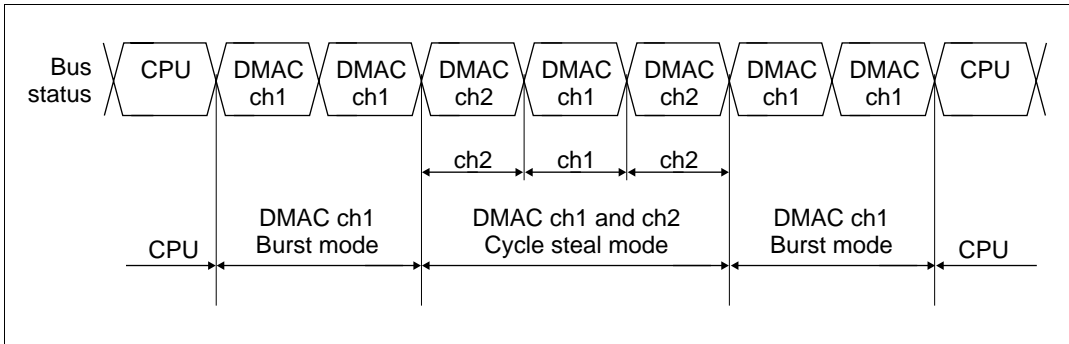 Bus
status
CPU
DMAC
ch1
DMAC
ch1
DMAC
ch2
DMAC
ch1
DMAC
ch2
DMAC
ch1
DMAC
ch1
CPU
ch2
ch1
ch2
CPU
DMAC ch1
Burst mode
DMAC ch1 and ch2
Cycle steal mode
DMAC ch1
Burst mode
CPU